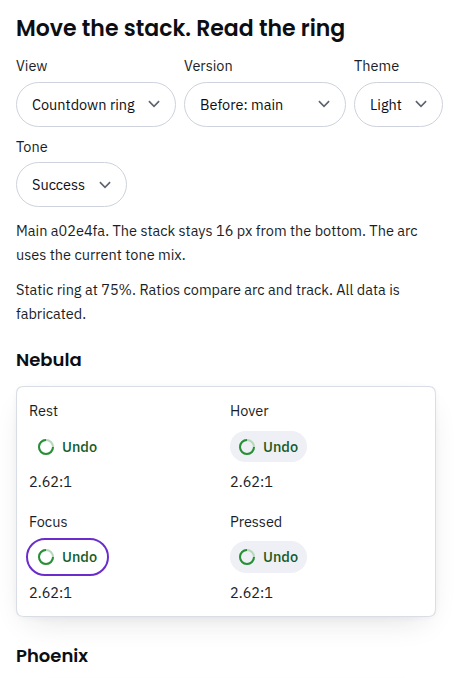 Move the stack. Read the ring
View Version Theme
Countdown ring Before: main Light
Tone
Success
Main a02e4fa. The stack stays 16 px from the bottom. The arc
uses the current tone mix.
Static ring at 75%. Ratios compare arc and track. All data is
fabricated.
Nebula
Rest Hover
Undo Undo
2.62:1 2.62:1
Focus Pressed
Undo Undo
2.62:1 2.62:1
Phoenix